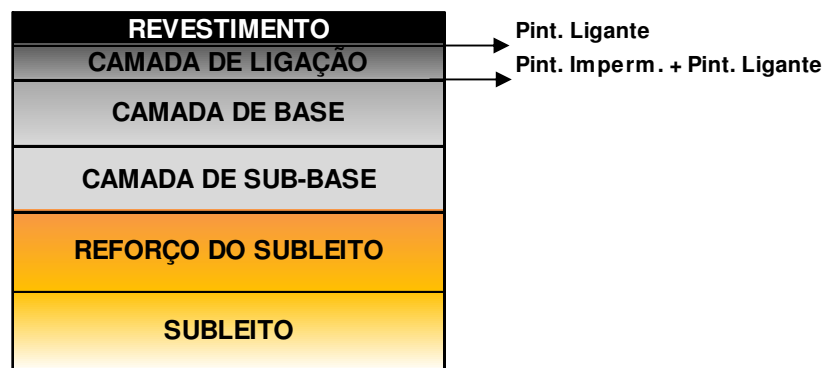 REVESTIMENTO
Pint. Ligante
CAMADA DE LIGAÇÃO
Pint. Imperm. + Pint. Ligante
CAMADA DE BASE
CAMADA DE SUB-BASE
REFORÇO DO SUBLEITO
SUBLEITO